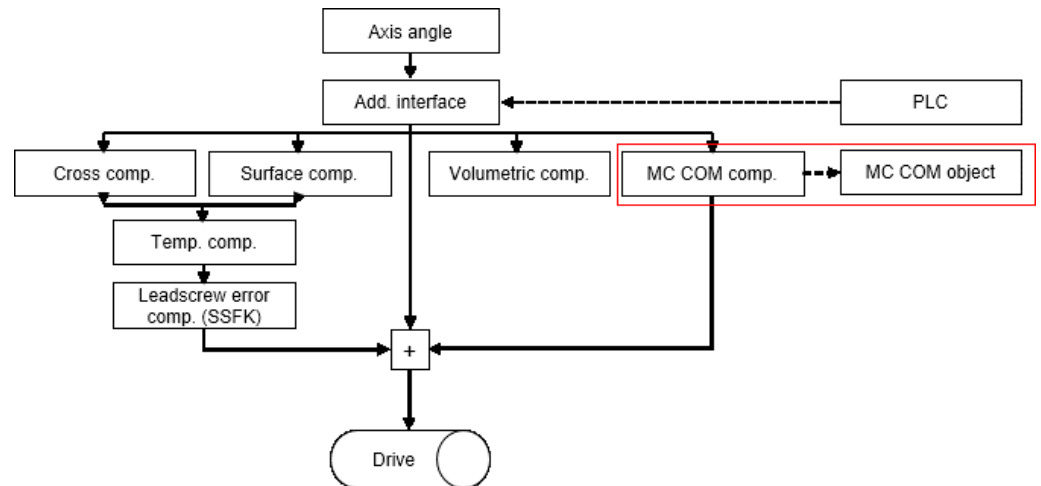 Axis angle
Add. interface
PLC
Cross comp.
Surface comp.
Volumetric comp.
MC COM comp.
MC COM object
Temp. comp.
Leadscrew error
comp. (SSFK)
+
Drive